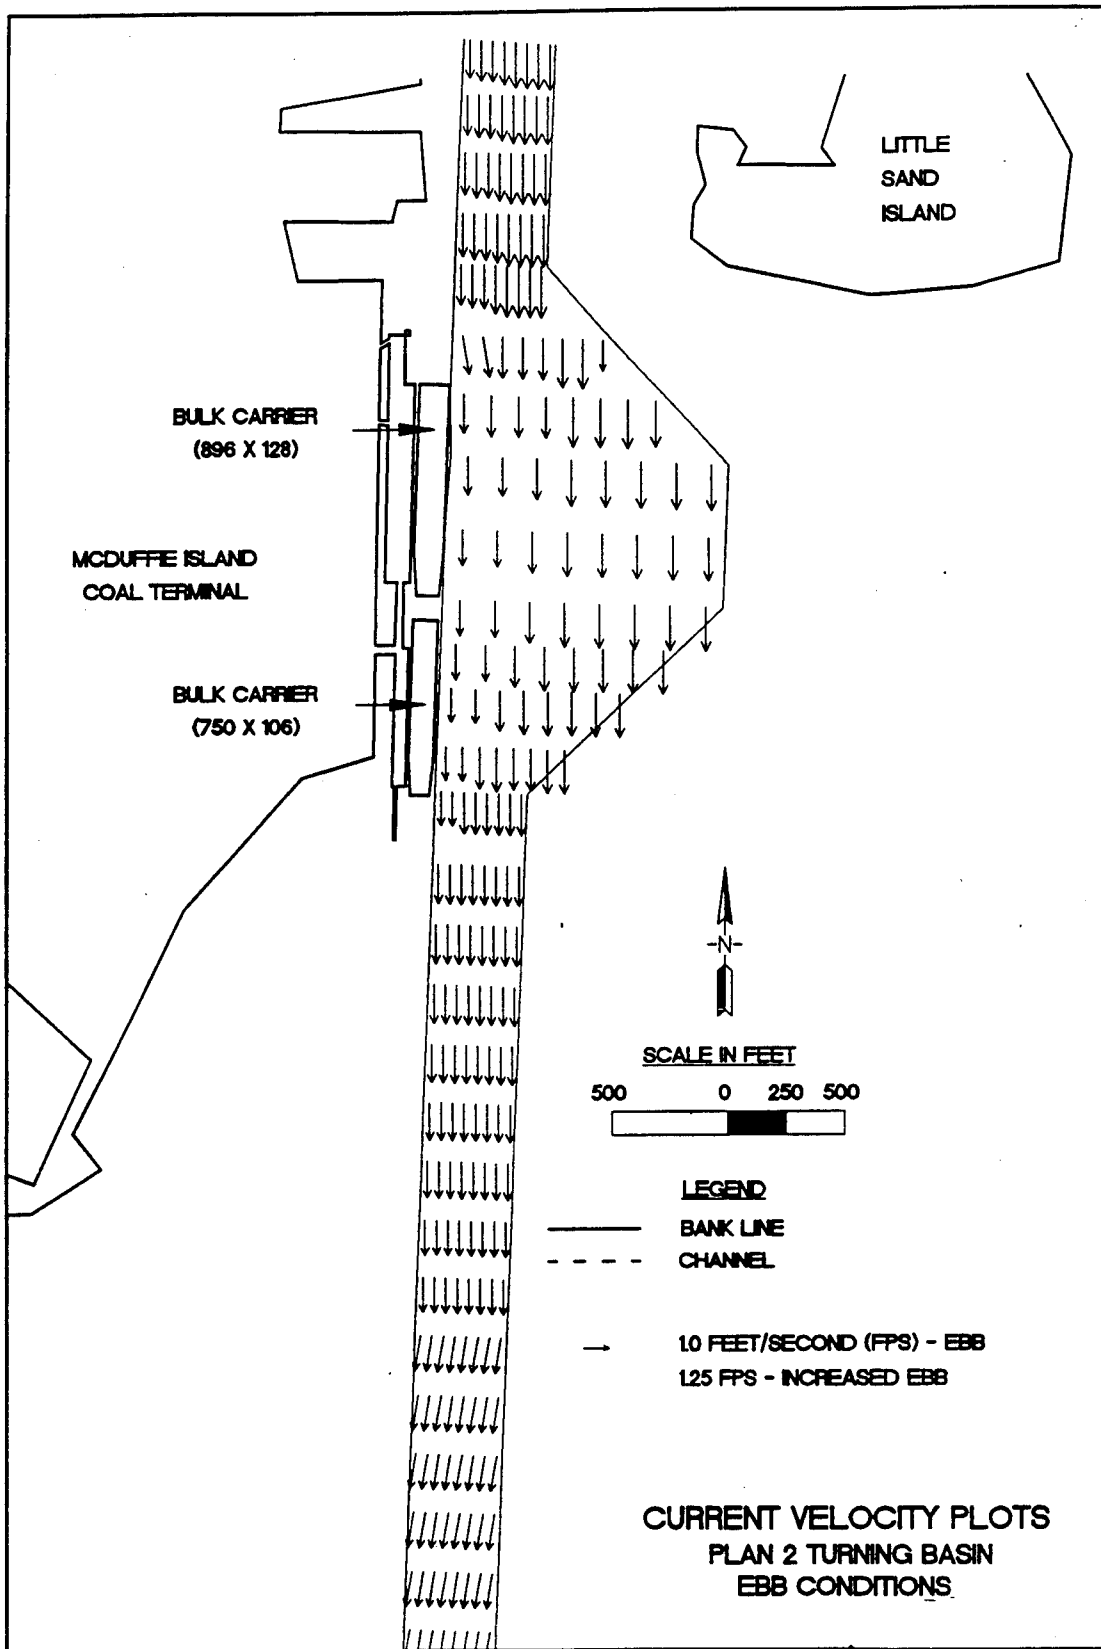 LITTLE
SAND
ISLAND
BULK CARRIER
(896 X 128)
MCDUFFIE ISLAND
COAL TERMINAL
BULK CARRIER
(750 X 106)
N
SCALE IN FEET
500 0 250 500
LEGEND
BANK LINE
CHANNEL
1.0 FEET/SECOND (FPS) - EBB
1.25 FPS - INCREASED EBB
CURRENT VELOCITY PLOTS
PLAN 2 TURNING BASIN
EBB CONDITIONS